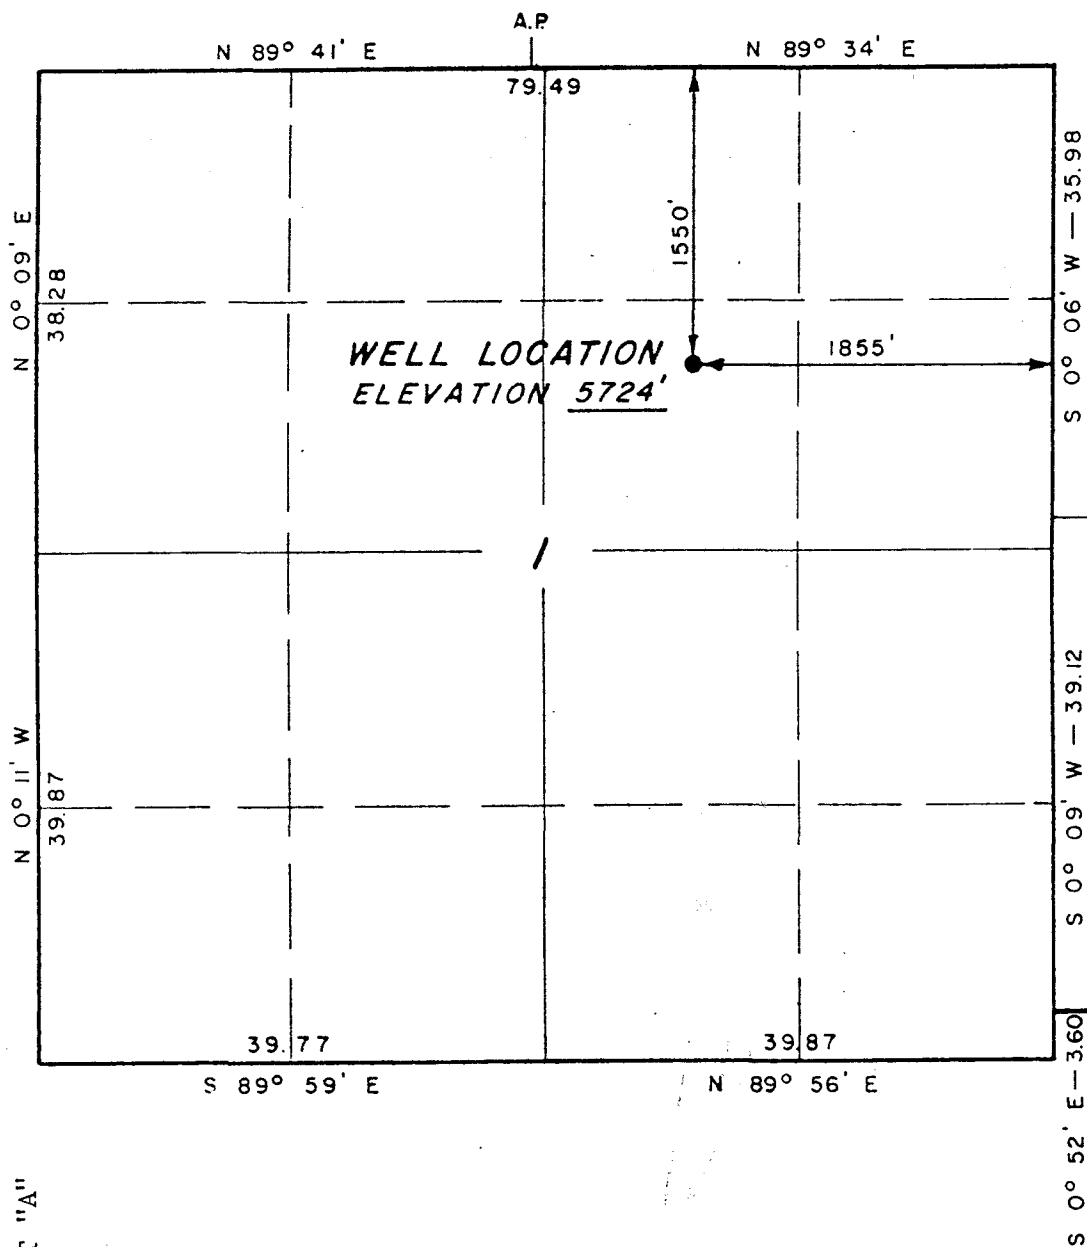 A.P.
N 89° 41' E
N 89° 34' E
79.49
N 0° 09' E
38.28
1550'
S 0° 06' W — 35.98
WELL LOCATION
1855'
ELEVATION 5724'
1
N 0° 11' W
39.87
S 0° 09' W — 39.12
39.77
39.87
S 89° 59' E
N 89° 56' E
S 0° 52' E — 3.60
"A"